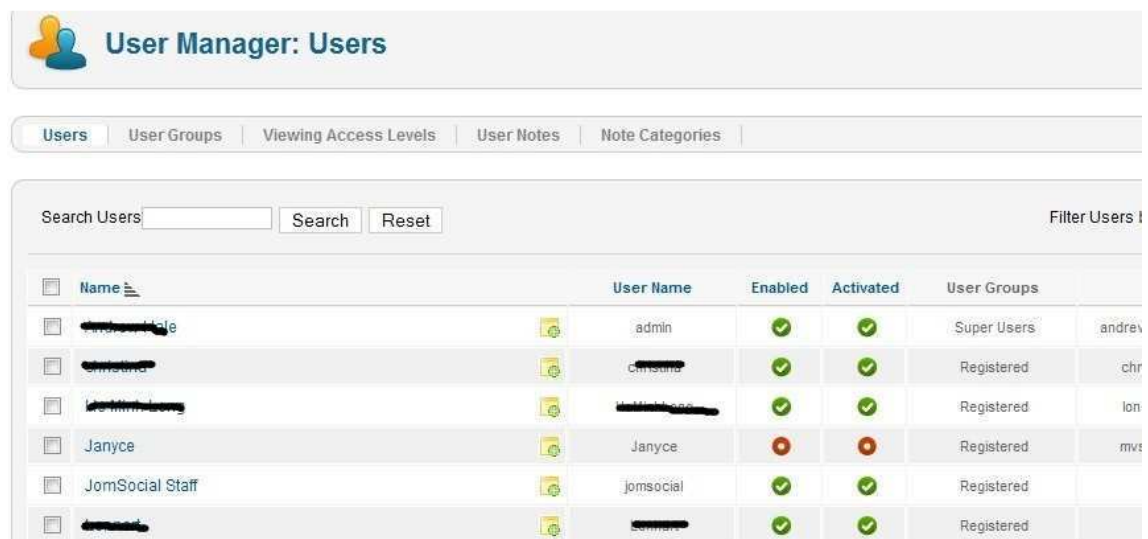 User Manager: Users
Users User Groups Viewing Access Levels User Notes Note Categories
Search Users Search Reset Filter Users
Name User Name Enabled Activated User Groups
admin Super Users andrev
Registered chr
Registered lon
Janyce Janyce Registered mvs
JomSocial Staff jomsocial Registered
Registered